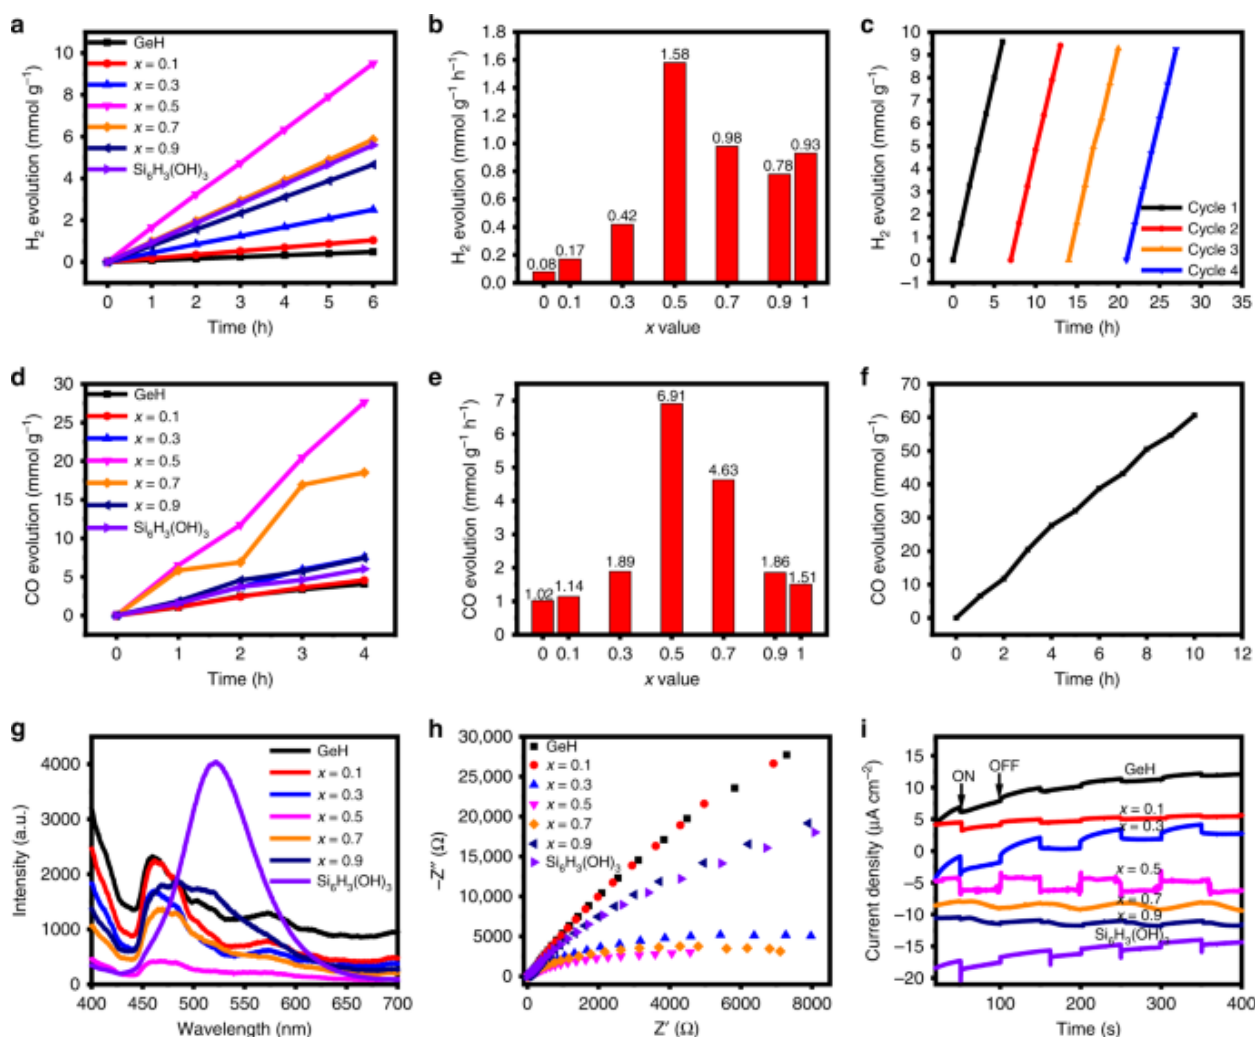 a
H₂ evolution (mmol g⁻¹)
10
8
6
4
2
0
GeH
x = 0.1
x = 0.3
x = 0.5
x = 0.7
x = 0.9
Si₆H₃(OH)₃
0 1 2 3 4 5 6
Time (h)
b
H₂ evolution (mmol g⁻¹ h⁻¹)
1.8
1.6
1.4
1.2
1.0
0.8
0.6
0.4
0.2
0.0
0.08 0.17 0.42 1.58 0.98 0.78 0.93
0 0.1 0.3 0.5 0.7 0.9 1
x value
c
H₂ evolution (mmol g⁻¹)
10
9
8
7
6
5
4
3
2
1
0
−1
Cycle 1
Cycle 2
Cycle 3
Cycle 4
0 5 10 15 20 25 30 35
Time (h)
d
CO evolution (mmol g⁻¹)
30
25
20
15
10
5
0
GeH
x = 0.1
x = 0.3
x = 0.5
x = 0.7
x = 0.9
Si₆H₃(OH)₃
0 1 2 3 4
Time (h)
e
CO evolution (mmol g⁻¹ h⁻¹)
7
6
5
4
3
2
1
0
1.02 1.14 1.89 6.91 4.63 1.86 1.51
0 0.1 0.3 0.5 0.7 0.9 1
x value
f
CO evolution (mmol g⁻¹)
70
60
50
40
30
20
10
0
0 2 4 6 8 10 12
Time (h)
g
Intensity (a.u.)
4000
3000
2000
1000
0
GeH
x = 0.1
x = 0.3
x = 0.5
x = 0.7
x = 0.9
Si₆H₃(OH)₃
400 450 500 550 600 650 700
Wavelength (nm)
h
−Z″ (Ω)
30,000
25,000
20,000
15,000
10,000
5000
0
GeH
x = 0.1
x = 0.3
x = 0.5
x = 0.7
x = 0.9
Si₆H₃(OH)₃
0 2000 4000 6000 8000
Z′ (Ω)
i
Current density (µA cm⁻²)
15
10
5
0
−5
−10
−15
−20
ON
OFF
GeH
x = 0.1
x = 0.3
x = 0.5
x = 0.7
x = 0.9
Si₆H₃(OH)₃
100 200 300 400
Time (s)